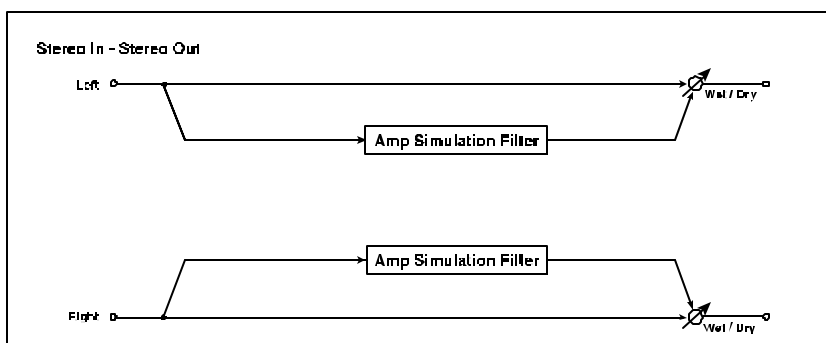 Stereo In - Stereo Out
Left
Wet / Dry
Amp Simulation Filter
Amp Simulation Filter
Right
Wet / Dry